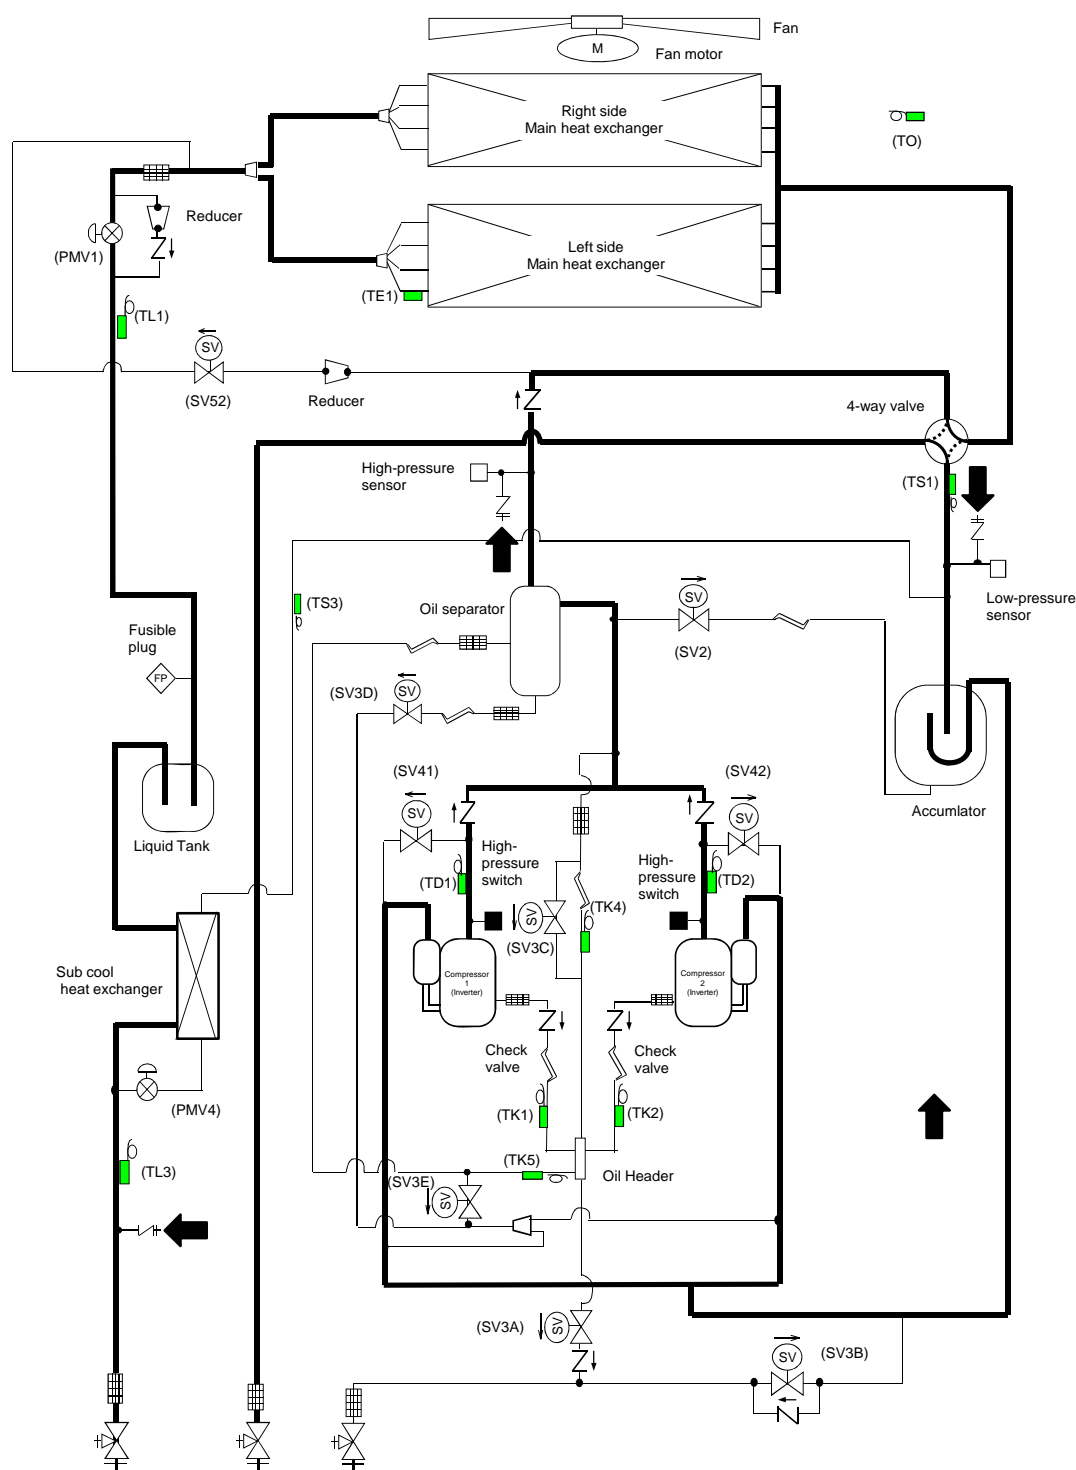 Fan
M
Fan motor
Right side
Main heat exchanger
(TO)
Reducer
(PMV1)
Left side
Main heat exchanger
(TE1)
(TL1)
SV
(SV52)
Reducer
4-way valve
High-pressure
sensor
(TS1)
Low-pressure
sensor
(TS3)
Oil separator
SV
(SV2)
Fusible
plug
FP
(SV3D)
SV
(SV41)
SV
(SV42)
SV
Accumlator
Liquid Tank
High-
pressure
switch
(TD1)
High-
pressure
switch
(TD2)
(TK4)
SV
(SV3C)
Sub cool
heat exchanger
Compressor
1
(Inverter)
Compressor
2
(Inverter)
Check
valve
Check
valve
(PMV4)
(TK1)
(TK2)
(TL3)
(TK5)
Oil Header
(SV3E)
SV
(SV3A)
SV
SV
(SV3B)